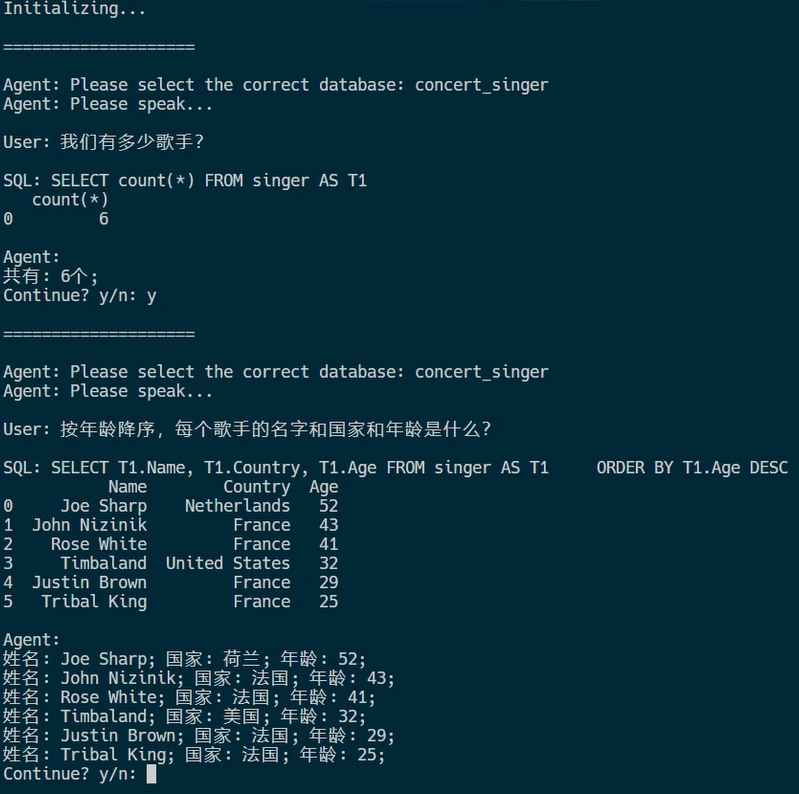 Initializing...
====================
Agent: Please select the correct database: concert_singer
Agent: Please speak...
User: 我们有多少歌手?
SQL: SELECT count(*) FROM singer AS T1
count(*)
0 6
Agent:
共有: 6个;
Continue? y/n: y
====================
Agent: Please select the correct database: concert_singer
Agent: Please speak...
User: 按年龄降序, 每个歌手的名字和国家和年龄是什么?
SQL: SELECT T1.Name, T1.Country, T1.Age FROM singer AS T1 ORDER BY T1.Age DESC
Name Country Age
0 Joe Sharp Netherlands 52
1 John Nizinik France 43
2 Rose White France 41
3 Timbaland United States 32
4 Justin Brown France 29
5 Tribal King France 25
Agent:
姓名: Joe Sharp; 国家: 荷兰; 年龄: 52;
姓名: John Nizinik; 国家: 法国; 年龄: 43;
姓名: Rose White; 国家: 法国; 年龄: 41;
姓名: Timbaland; 国家: 美国; 年龄: 32;
姓名: Justin Brown; 国家: 法国; 年龄: 29;
姓名: Tribal King; 国家: 法国; 年龄: 25;
Continue? y/n: